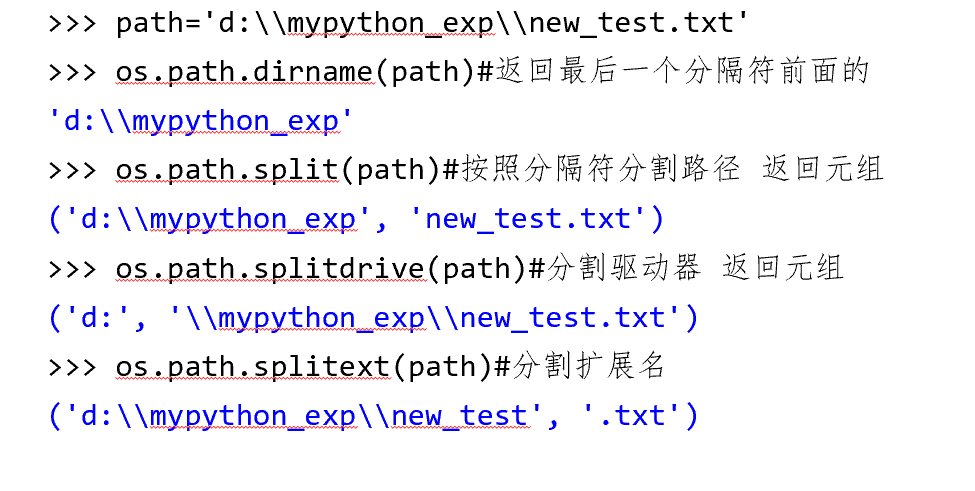 >>> path='d:\\mypython_exp\\new_test.txt'
>>> os.path.dirname(path)#返回最后一个分隔符前面的
'd:\\mypython_exp'
>>> os.path.split(path)#按照分隔符分割路径 返回元组
('d:\\mypython_exp', 'new_test.txt')
>>> os.path.splitdrive(path)#分割驱动器 返回元组
('d:', '\\mypython_exp\\new_test.txt')
>>> os.path.splitext(path)#分割扩展名
('d:\\mypython_exp\\new_test', '.txt')